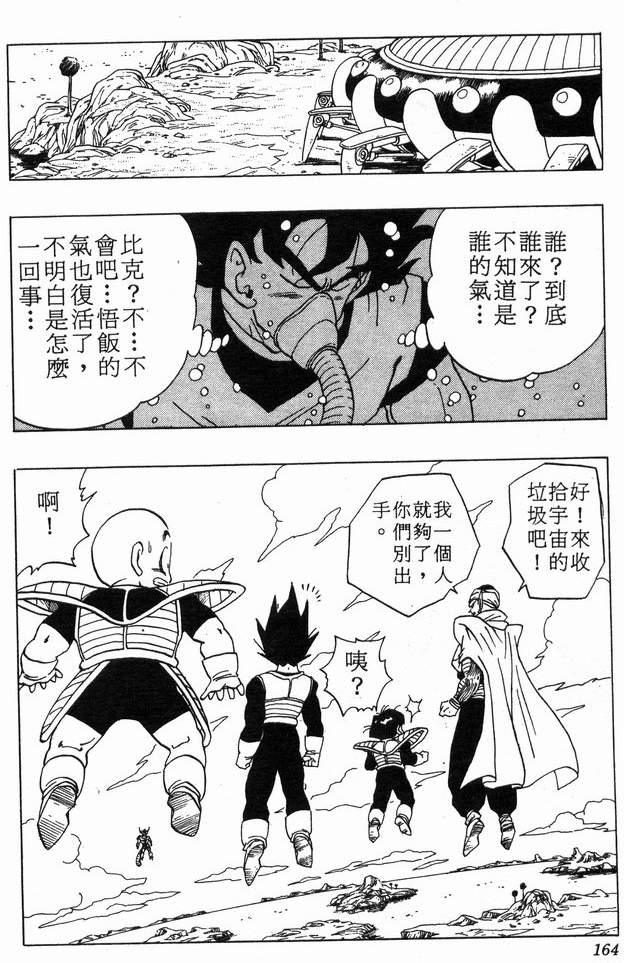 誰？到底
誰來了？
不知道是
誰的氣…
比克？不…不
會吧…悟飯的
氣也復活了，
不明白是怎麼
一回事…
好！來收
拾宇宙的
垃圾吧！
我一個人
就夠了，
你們別出
手。
咦？
啊！
164